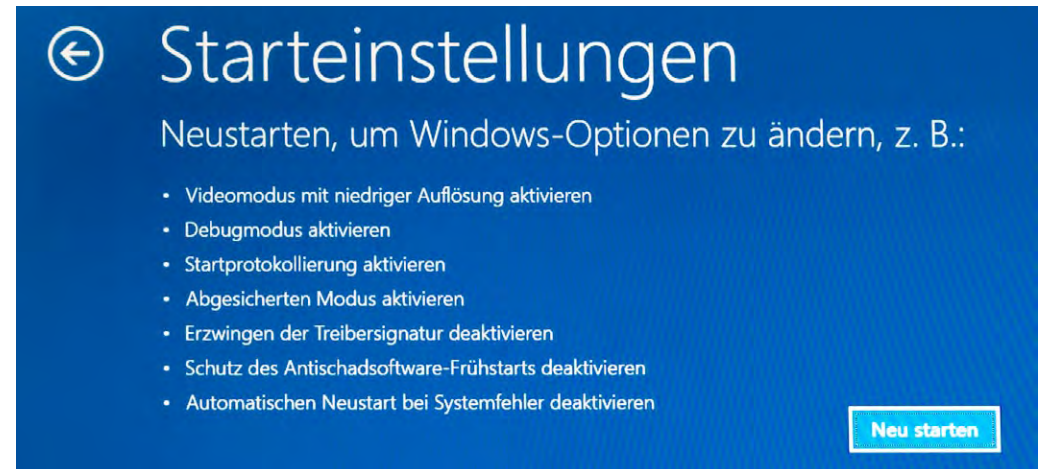 Starteinstellungen
Neustarten, um Windows-Optionen zu ändern, z. B.:
• Videomodus mit niedriger Auflösung aktivieren
• Debugmodus aktivieren
• Startprotokollierung aktivieren
• Abgesicherten Modus aktivieren
• Erzwingen der Treibersignatur deaktivieren
• Schutz des Antischadsoftware-Frühstarts deaktivieren
• Automatischen Neustart bei Systemfehler deaktivieren
Neu starten